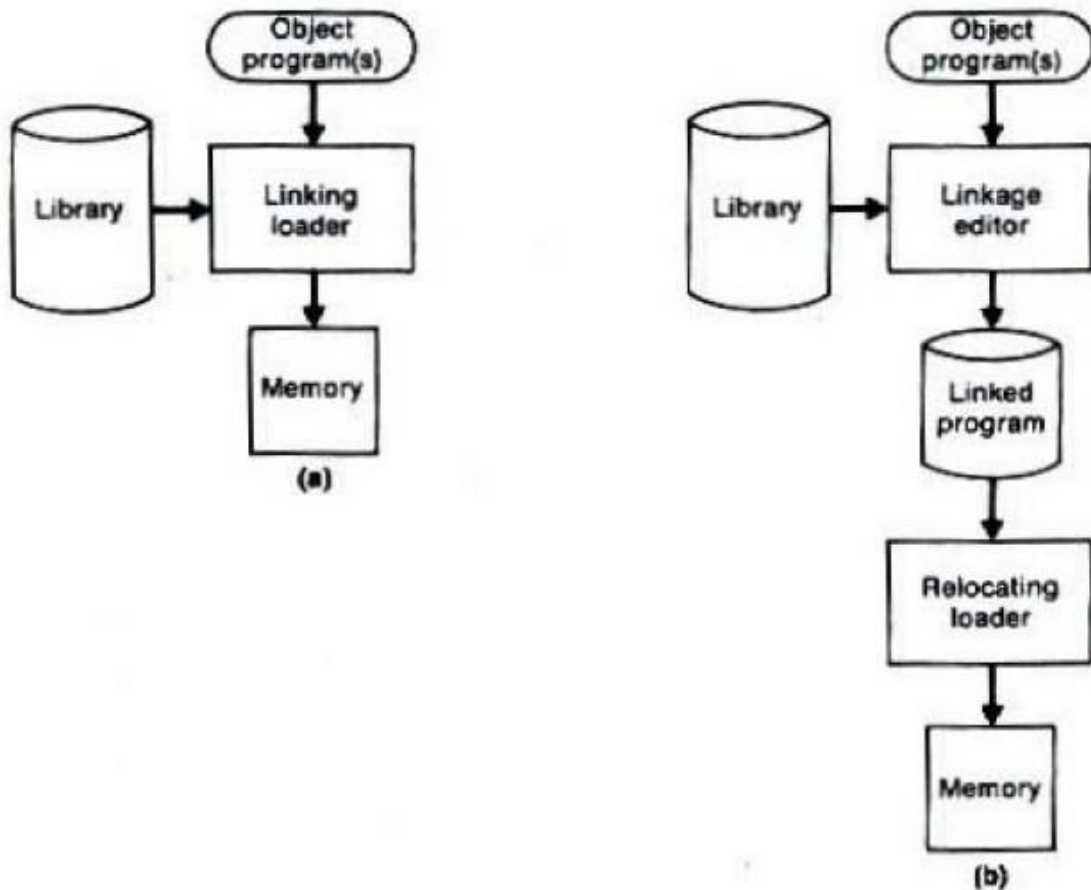 Object
program(s)
Library
Linking
loader
Memory
(a)
Object
program(s)
Library
Linkage
editor
Linked
program
Relocating
loader
Memory
(b)